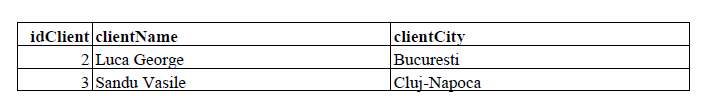 idClient clientName clientCity
2 Luca George Bucuresti
3 Sandu Vasile Cluj-Napoca